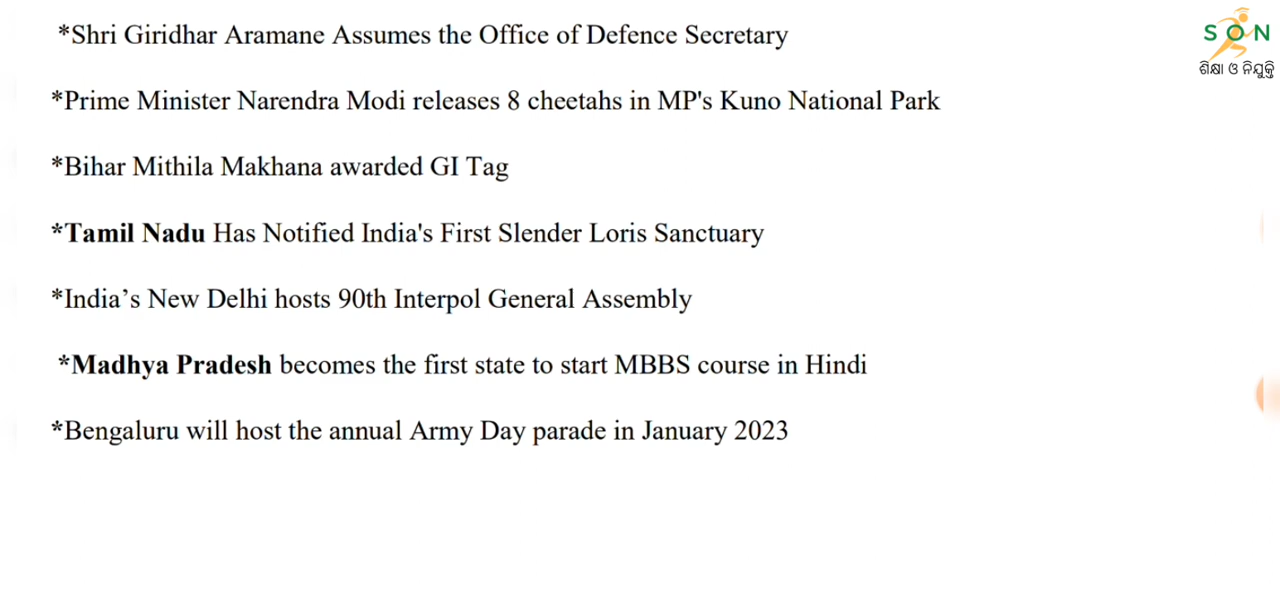 *Shri Giridhar Aramane Assumes the Office of Defence Secretary
S O N
ଶିକ୍ଷା ଓ ନିଯୁକ୍ତି
*Prime Minister Narendra Modi releases 8 cheetahs in MP's Kuno National Park
*Bihar Mithila Makhana awarded GI Tag
*Tamil Nadu Has Notified India's First Slender Loris Sanctuary
*India’s New Delhi hosts 90th Interpol General Assembly
*Madhya Pradesh becomes the first state to start MBBS course in Hindi
*Bengaluru will host the annual Army Day parade in January 2023